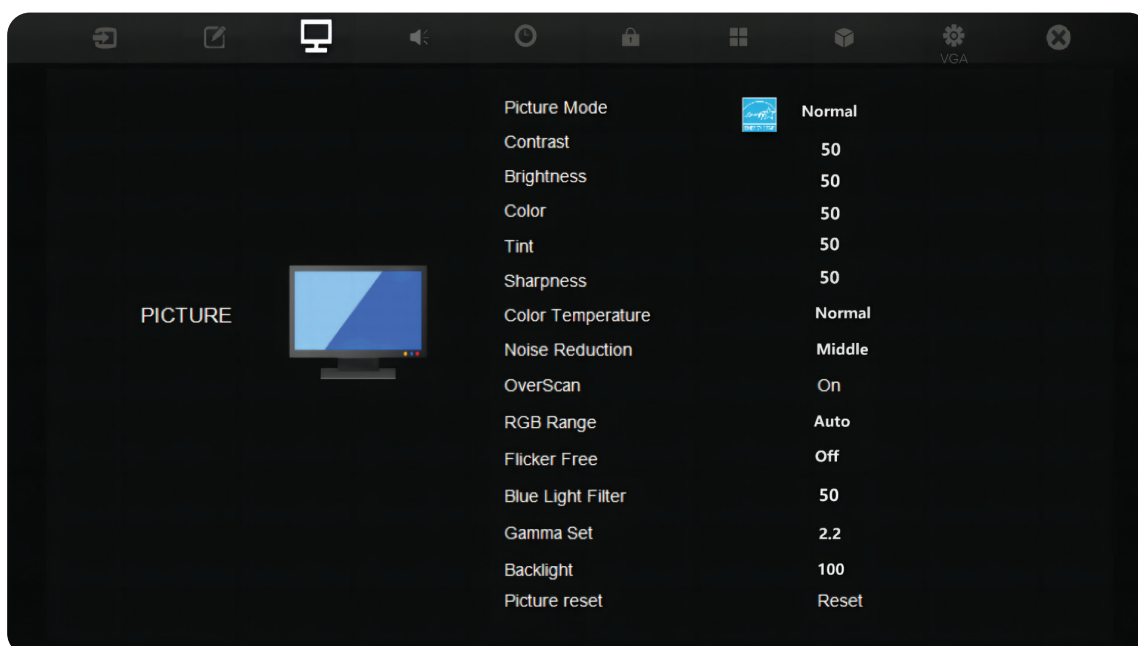 VGA
Picture Mode Normal
Contrast 50
Brightness 50
Color 50
Tint 50
Sharpness 50
PICTURE
Color Temperature Normal
Noise Reduction Middle
OverScan On
RGB Range Auto
Flicker Free Off
Blue Light Filter 50
Gamma Set 2.2
Backlight 100
Picture reset Reset